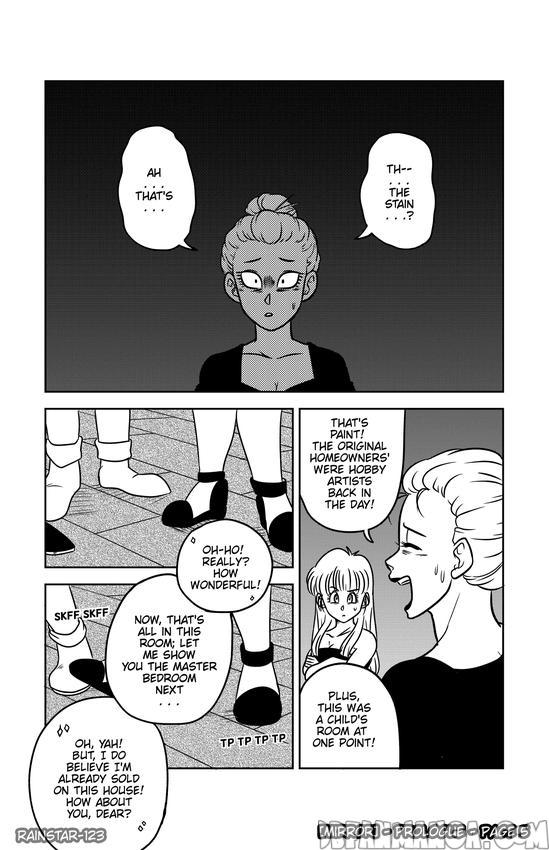 TH--
...
THE
STAIN
...?
AH
...
THAT'S
...
THAT'S
PAINT!
THE ORIGINAL
HOMEOWNERS'
WERE HOBBY
ARTISTS
BACK IN
THE DAY!
PLUS,
THIS WAS
A CHILD'S
ROOM AT
ONE POINT!
OH-HO!
REALLY?
HOW
WONDERFUL!
NOW, THAT'S
ALL IN THIS
ROOM; LET
ME SHOW
YOU THE MASTER
BEDROOM
NEXT
...
SKFF SKFF
TP TP TP TP
OH, YAH!
BUT, I DO
BELIEVE I'M
ALREADY SOLD
ON THIS HOUSE!
HOW ABOUT
YOU, DEAR?
RAINSTAR-123
[MIRROR] - PROLOGUE - PAGE 5
DBFANMANGA.COM